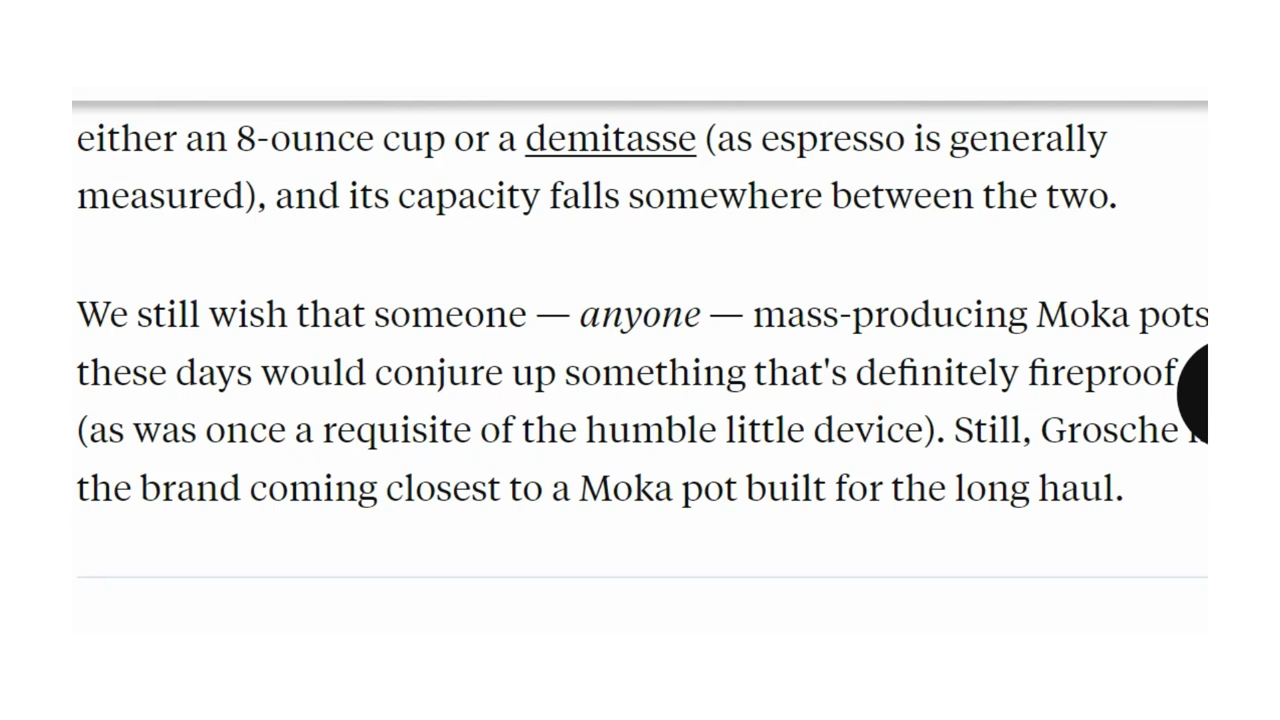 either an 8-ounce cup or a demitasse (as espresso is generally
measured), and its capacity falls somewhere between the two.
We still wish that someone — anyone — mass-producing Moka pots
these days would conjure up something that's definitely fireproof
(as was once a requisite of the humble little device). Still, Grosche
the brand coming closest to a Moka pot built for the long haul.